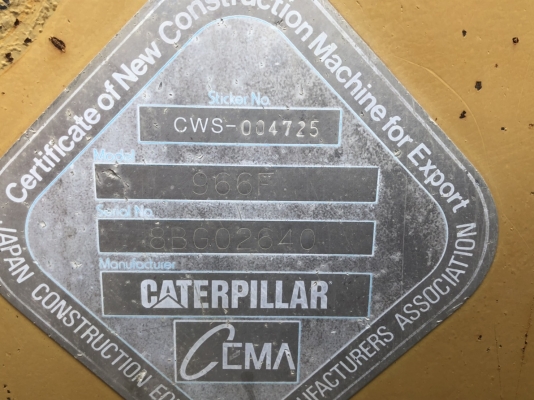 Certificate of New Construction Machine for Export
Sticker No.
CWS-004725
Model
966F
Serial No.
8BG02640
Manufacturer
CATERPILLAR
CEMA
JAPAN CONSTRUCTION
ASSOCIATION